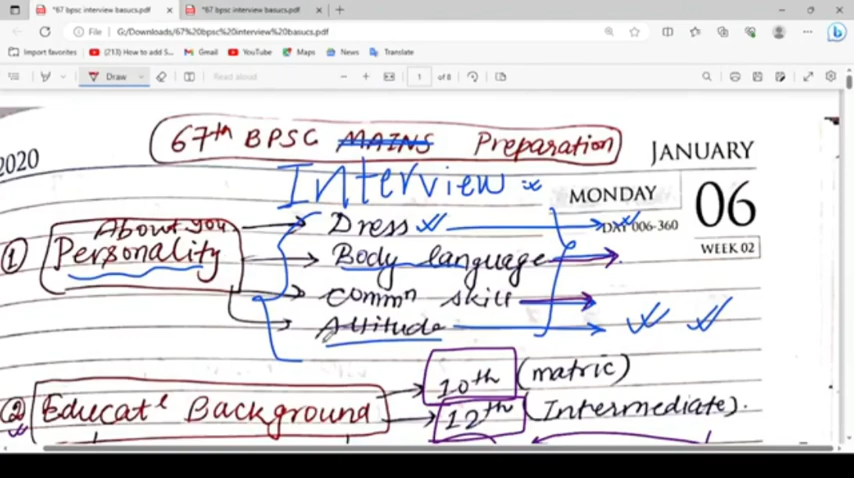 *67 bpsc interview basucs.pdf
*67 bpsc interview basucs.pdf
File
G:/Downloads/67%20bpsc%20interview%20basucs.pdf
Import favorites
(213) How to add S...
Gmail
YouTube
Maps
News
Translate
Draw
Read aloud
1 of 8
2020
67th BPSC MAINS Preparation
JANUARY
Interview
MONDAY
06
DAY 006-360
WEEK 02
About you
① Personality
Dress
Body language
Commn skill
Attitude
② Educatl Background
10th (matric)
12th (Intermediate).